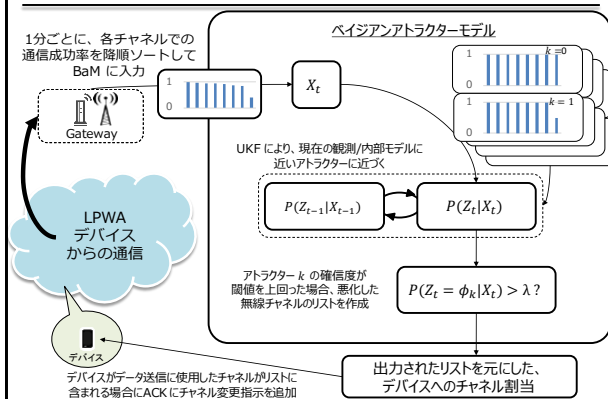 ベイジアンアトラクターモデル
1分ごとに、各チャネルでの
通信成功率を降順ソートして
BaM に入力
1
0
X_t
1
0
k =0
1
0
k = 1
Gateway
UKF により、現在の観測/内部モデルに
近いアトラクターに近づく
P(Z_{t−1}|X_{t−1})
P(Z_t|X_t)
LPWA
デバイス
からの通信
アトラクター k の確信度が
閾値を上回った場合、悪化した
無線チャネルのリストを作成
P(Z_t = ϕ_k|X_t) > λ ?
デバイス
出力されたリストを元にした、
デバイスへのチャネル割当
デバイスがデータ送信に使用したチャネルがリストに
含まれる場合にACK にチャネル変更指示を追加